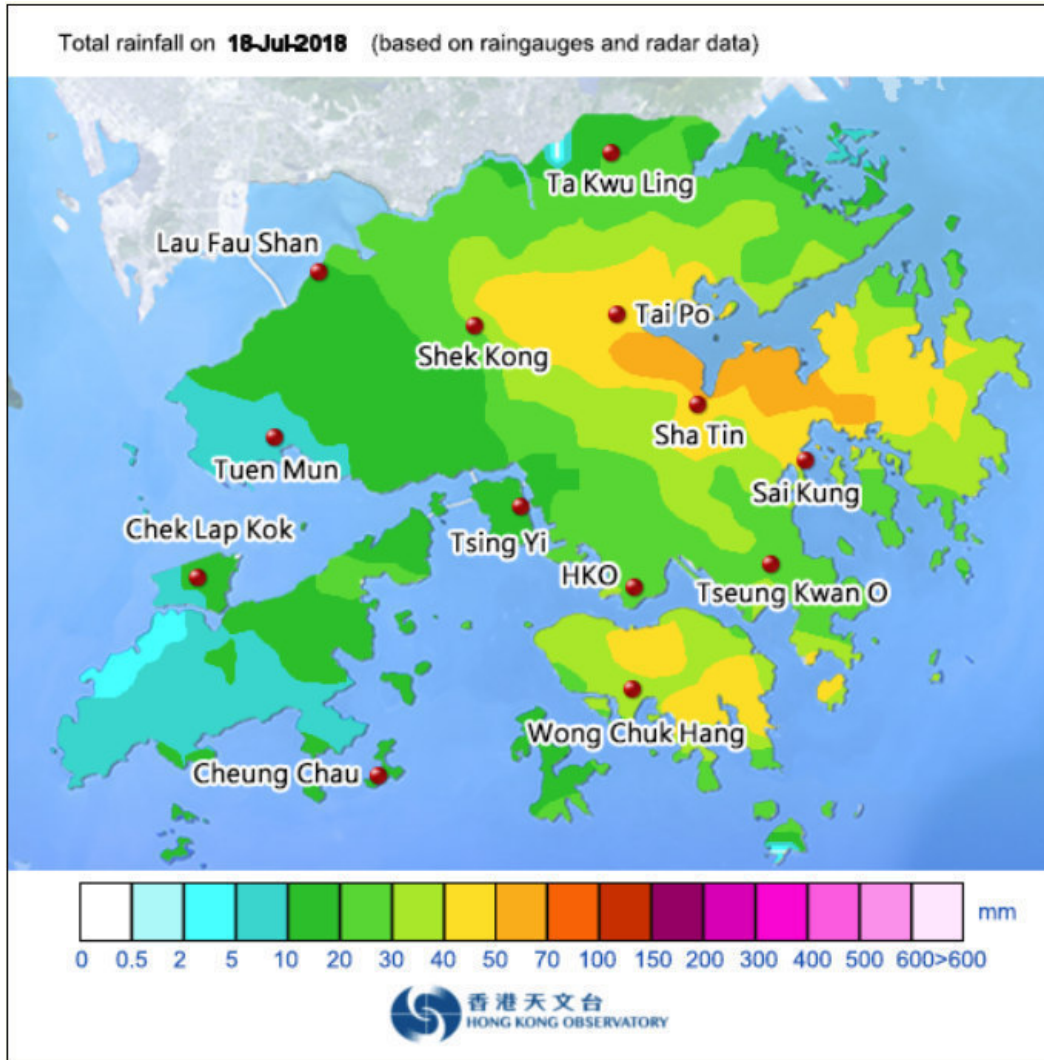 Total rainfall on 18-Jul-2018 (based on raingauges and radar data)
Ta Kwu Ling
Lau Fau Shan
Tai Po
Shek Kong
Sha Tin
Tuen Mun
Sai Kung
Chek Lap Kok
Tsing Yi
HKO
Tseung Kwan O
Wong Chuk Hang
Cheung Chau
mm
0 0.5 2 5 10 20 30 40 50 70 100 150 200 300 400 500 600>600
香港天文台
HONG KONG OBSERVATORY